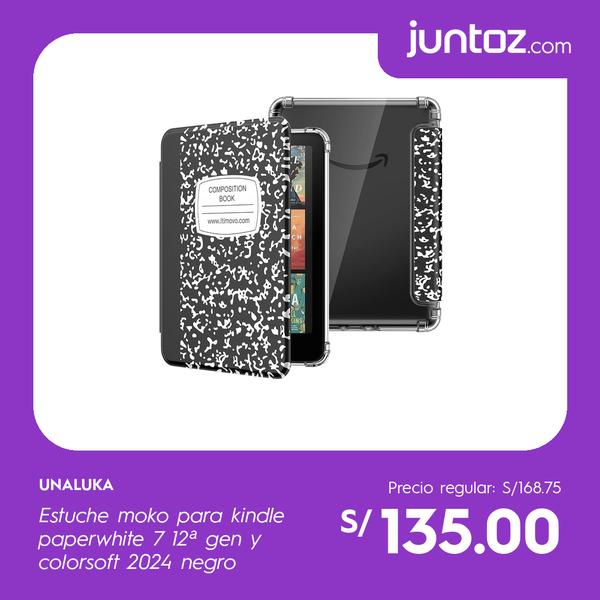 juntoz.com
COMPOSITION
BOOK
www.ltimovo.com
UNALUKA
Estuche moko para kindle
paperwhite 7 12ª gen y
colorsoft 2024 negro
Precio regular: S/168.75
S/135.00